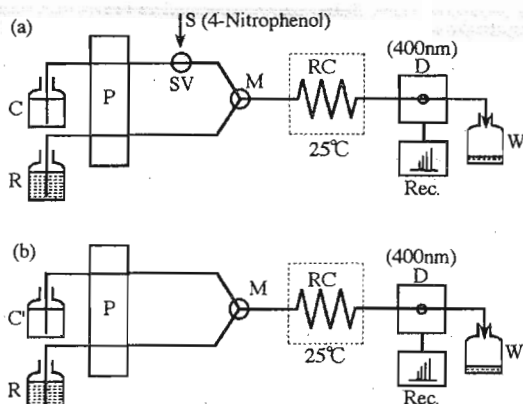 (a)
S (4-Nitrophenol)
C
R
P
SV
M
RC
25℃
(400nm)
D
Rec.
W
(b)
C'
R
P
M
RC
25℃
(400nm)
D
Rec.
W